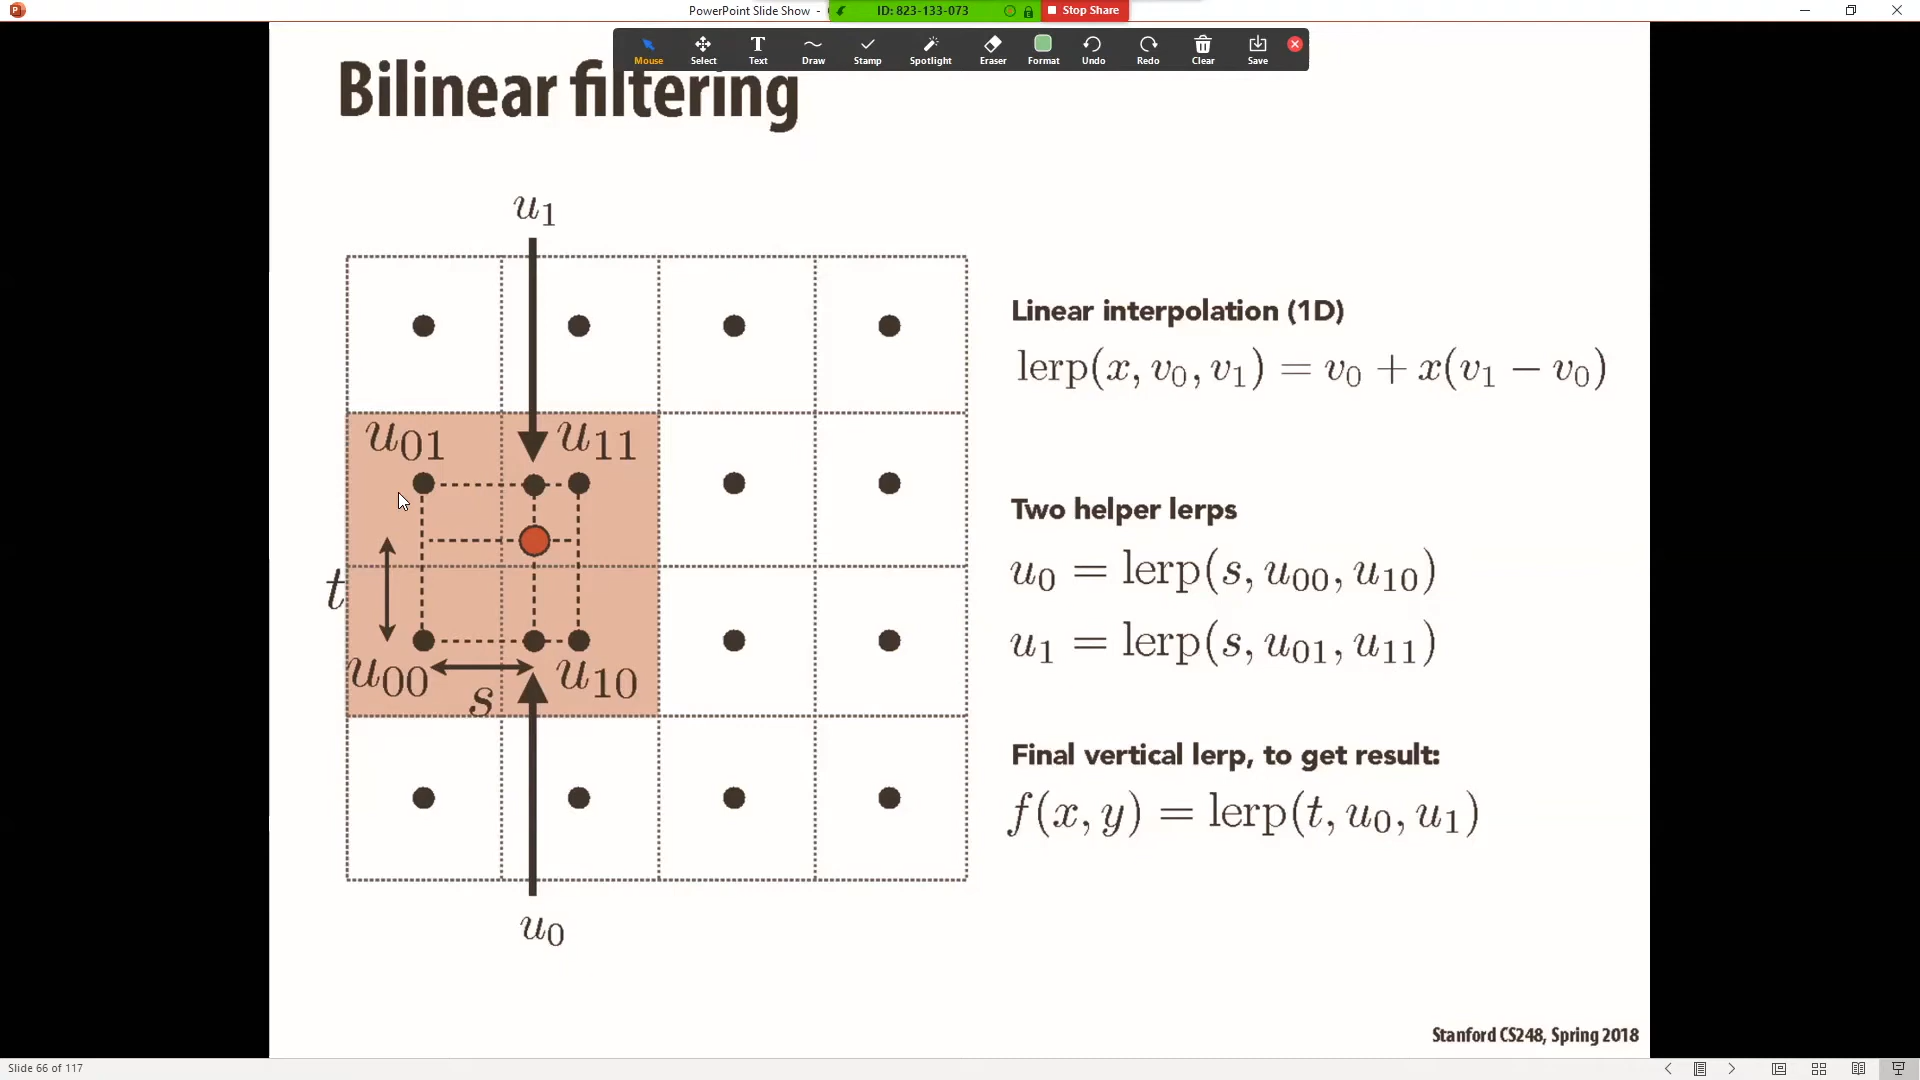 PowerPoint Slide Show -
ID: 823-133-073
Stop Share
Mouse Select Text Draw Stamp Spotlight Eraser Format Undo Redo Clear Save
Bilinear filtering
u₁
Linear interpolation (1D)
lerp(x, v₀, v₁) = v₀ + x(v₁ − v₀)
u₀₁ u₁₁
Two helper lerps
u₀ = lerp(s, u₀₀, u₁₀)
t
u₁ = lerp(s, u₀₁, u₁₁)
u₀₀ s u₁₀
Final vertical lerp, to get result:
f(x, y) = lerp(t, u₀, u₁)
u₀
Stanford CS248, Spring 2018
Slide 66 of 117